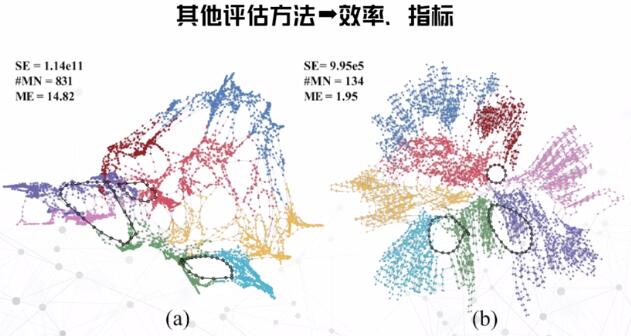 其他评估方法➡效率、指标
SE = 1.14e11
#MN = 831
ME = 14.82
SE= 9.95e5
#MN = 134
ME = 1.95
(a)
(b)